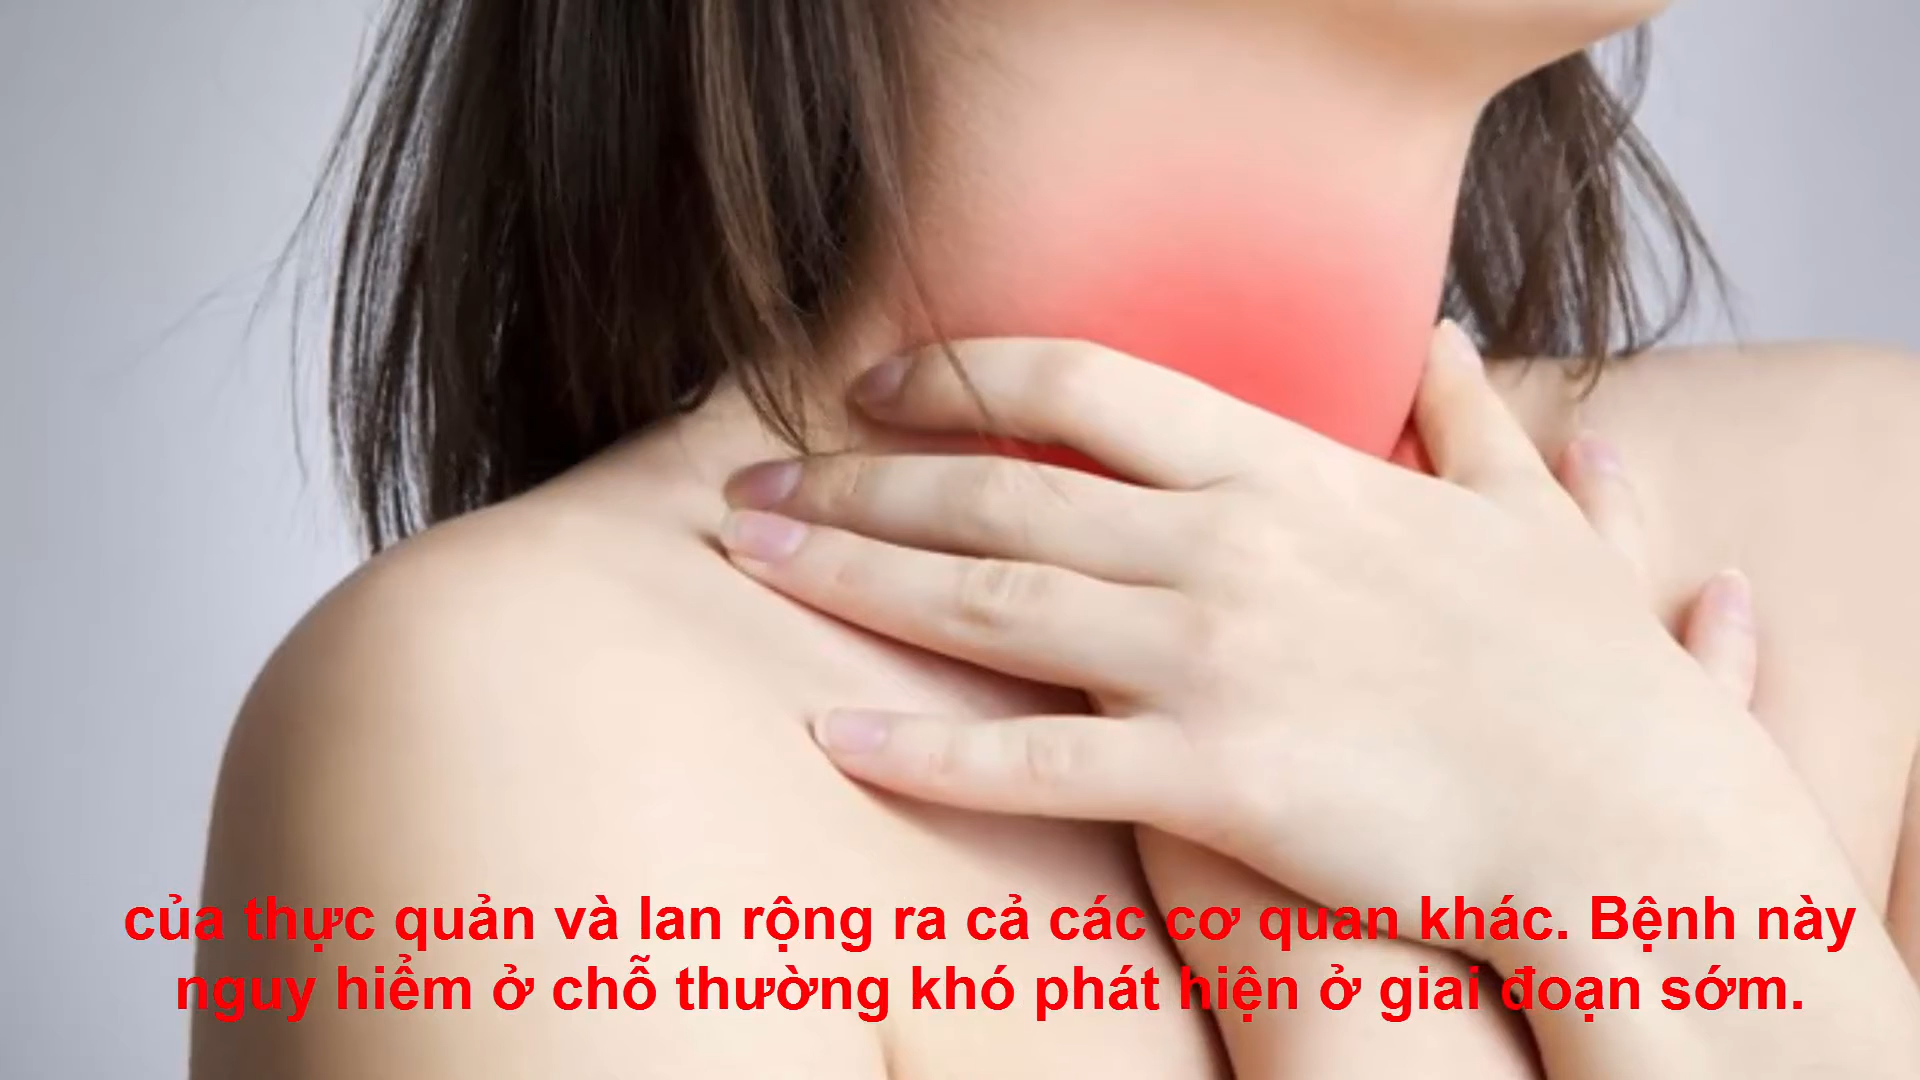 của thực quản và lan rộng ra cả các cơ quan khác. Bệnh này
nguy hiểm ở chỗ thường khó phát hiện ở giai đoạn sớm.